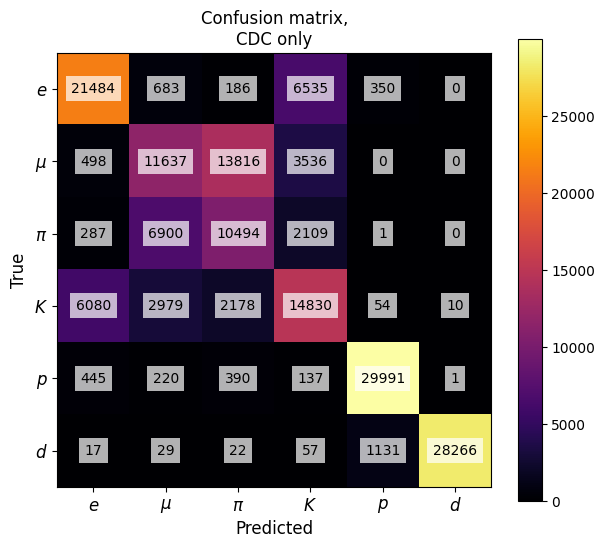 Confusion matrix,
CDC only
True
e 21484 683 186 6535 350 0
μ 498 11637 13816 3536 0 0
π 287 6900 10494 2109 1 0
K 6080 2979 2178 14830 54 10
p 445 220 390 137 29991 1
d 17 29 22 57 1131 28266
e μ π K p d
Predicted
25000
20000
15000
10000
5000
0